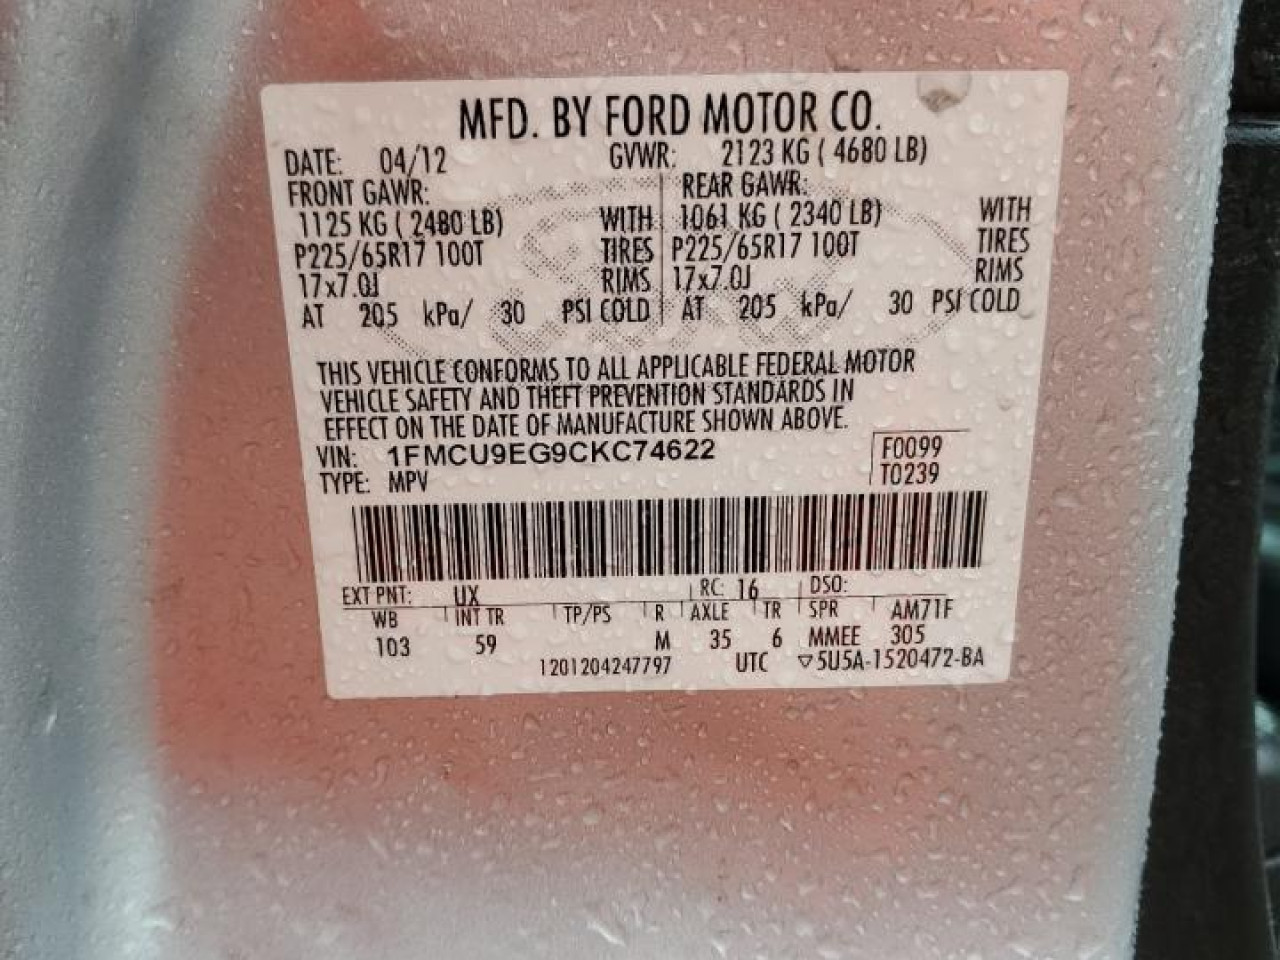 MFD. BY FORD MOTOR CO.
DATE: 04/12 GVWR: 2123 KG ( 4680 LB)
FRONT GAWR: REAR GAWR:
1125 KG ( 2480 LB) WITH 1061 KG ( 2340 LB) WITH
P225/65R17 100T TIRES P225/65R17 100T TIRES
17x7.0J RIMS 17x7.0J RIMS
AT 205 kPa/ 30 PSI COLD AT 205 kPa/ 30 PSI COLD
THIS VEHICLE CONFORMS TO ALL APPLICABLE FEDERAL MOTOR
VEHICLE SAFETY AND THEFT PREVENTION STANDARDS IN
EFFECT ON THE DATE OF MANUFACTURE SHOWN ABOVE.
VIN: 1FMCU9EG9CKC74622 F0099
TYPE: MPV T0239
EXT PNT: UX RC: 16 DSO:
WB INT TR TP/PS R AXLE TR SPR AM71F
103 59 M 35 6 MMEE 305
1201204247797 UTC ▽5U5A-1520472-BA